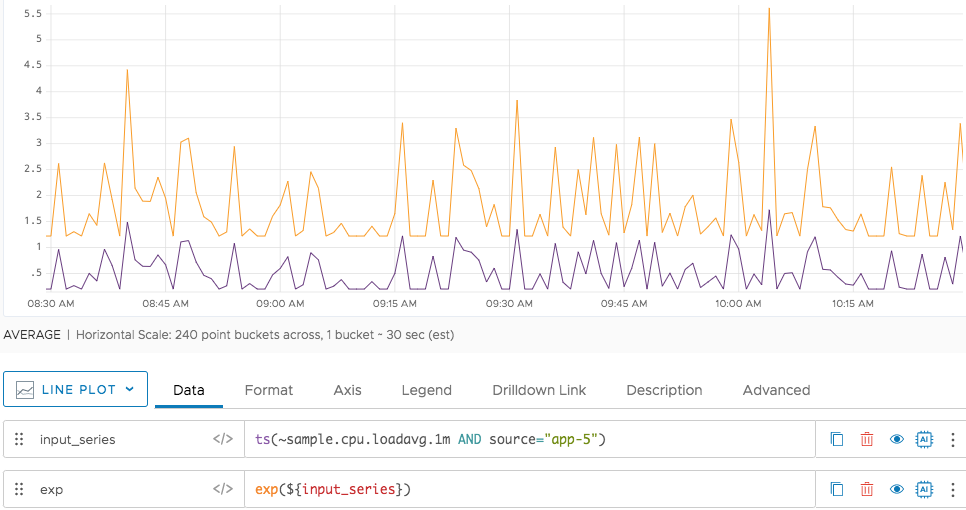 5.5
5
4.5
4
3.5
3
2.5
2
1.5
1
.5
08:30 AM 08:45 AM 09:00 AM 09:15 AM 09:30 AM 09:45 AM 10:00 AM 10:15 AM
AVERAGE | Horizontal Scale: 240 point buckets across, 1 bucket ~ 30 sec (est)
LINE PLOT Data Format Axis Legend Drilldown Link Description Advanced
input_series </> ts(~sample.cpu.loadavg.1m AND source="app-5") AI
exp </> exp(${input_series}) AI